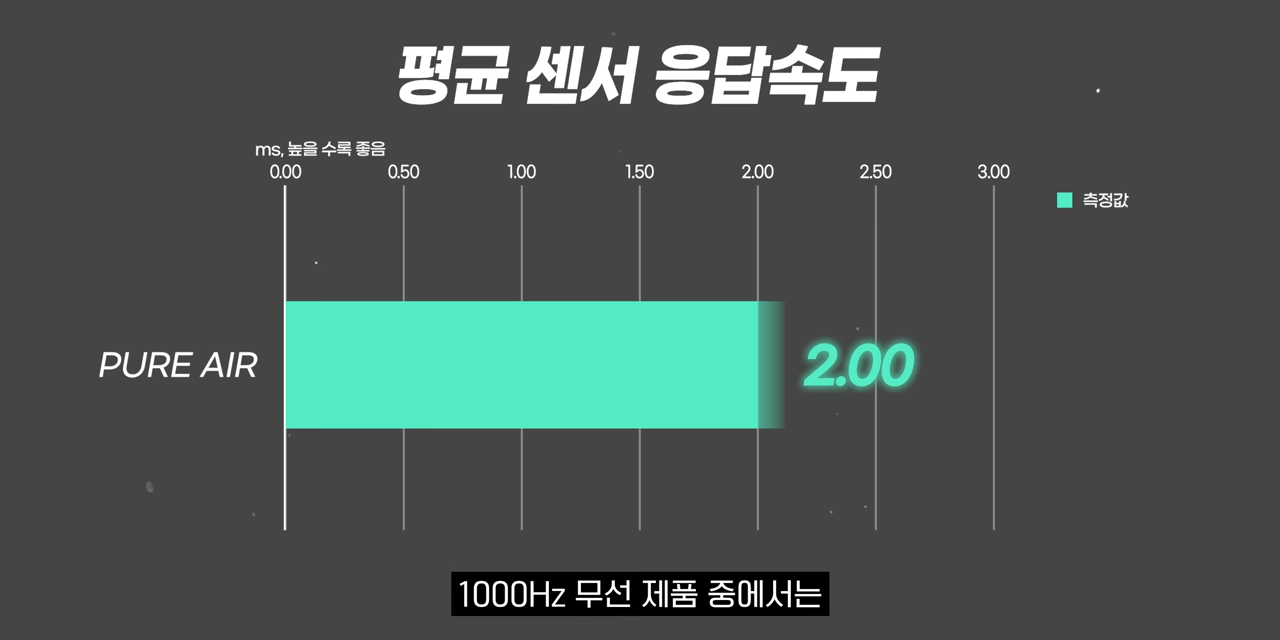 평균 센서 응답속도
ms, 높을 수록 좋음
0.00 0.50 1.00 1.50 2.00 2.50 3.00
측정값
PURE AIR 2.00
1000Hz 무선 제품 중에서는